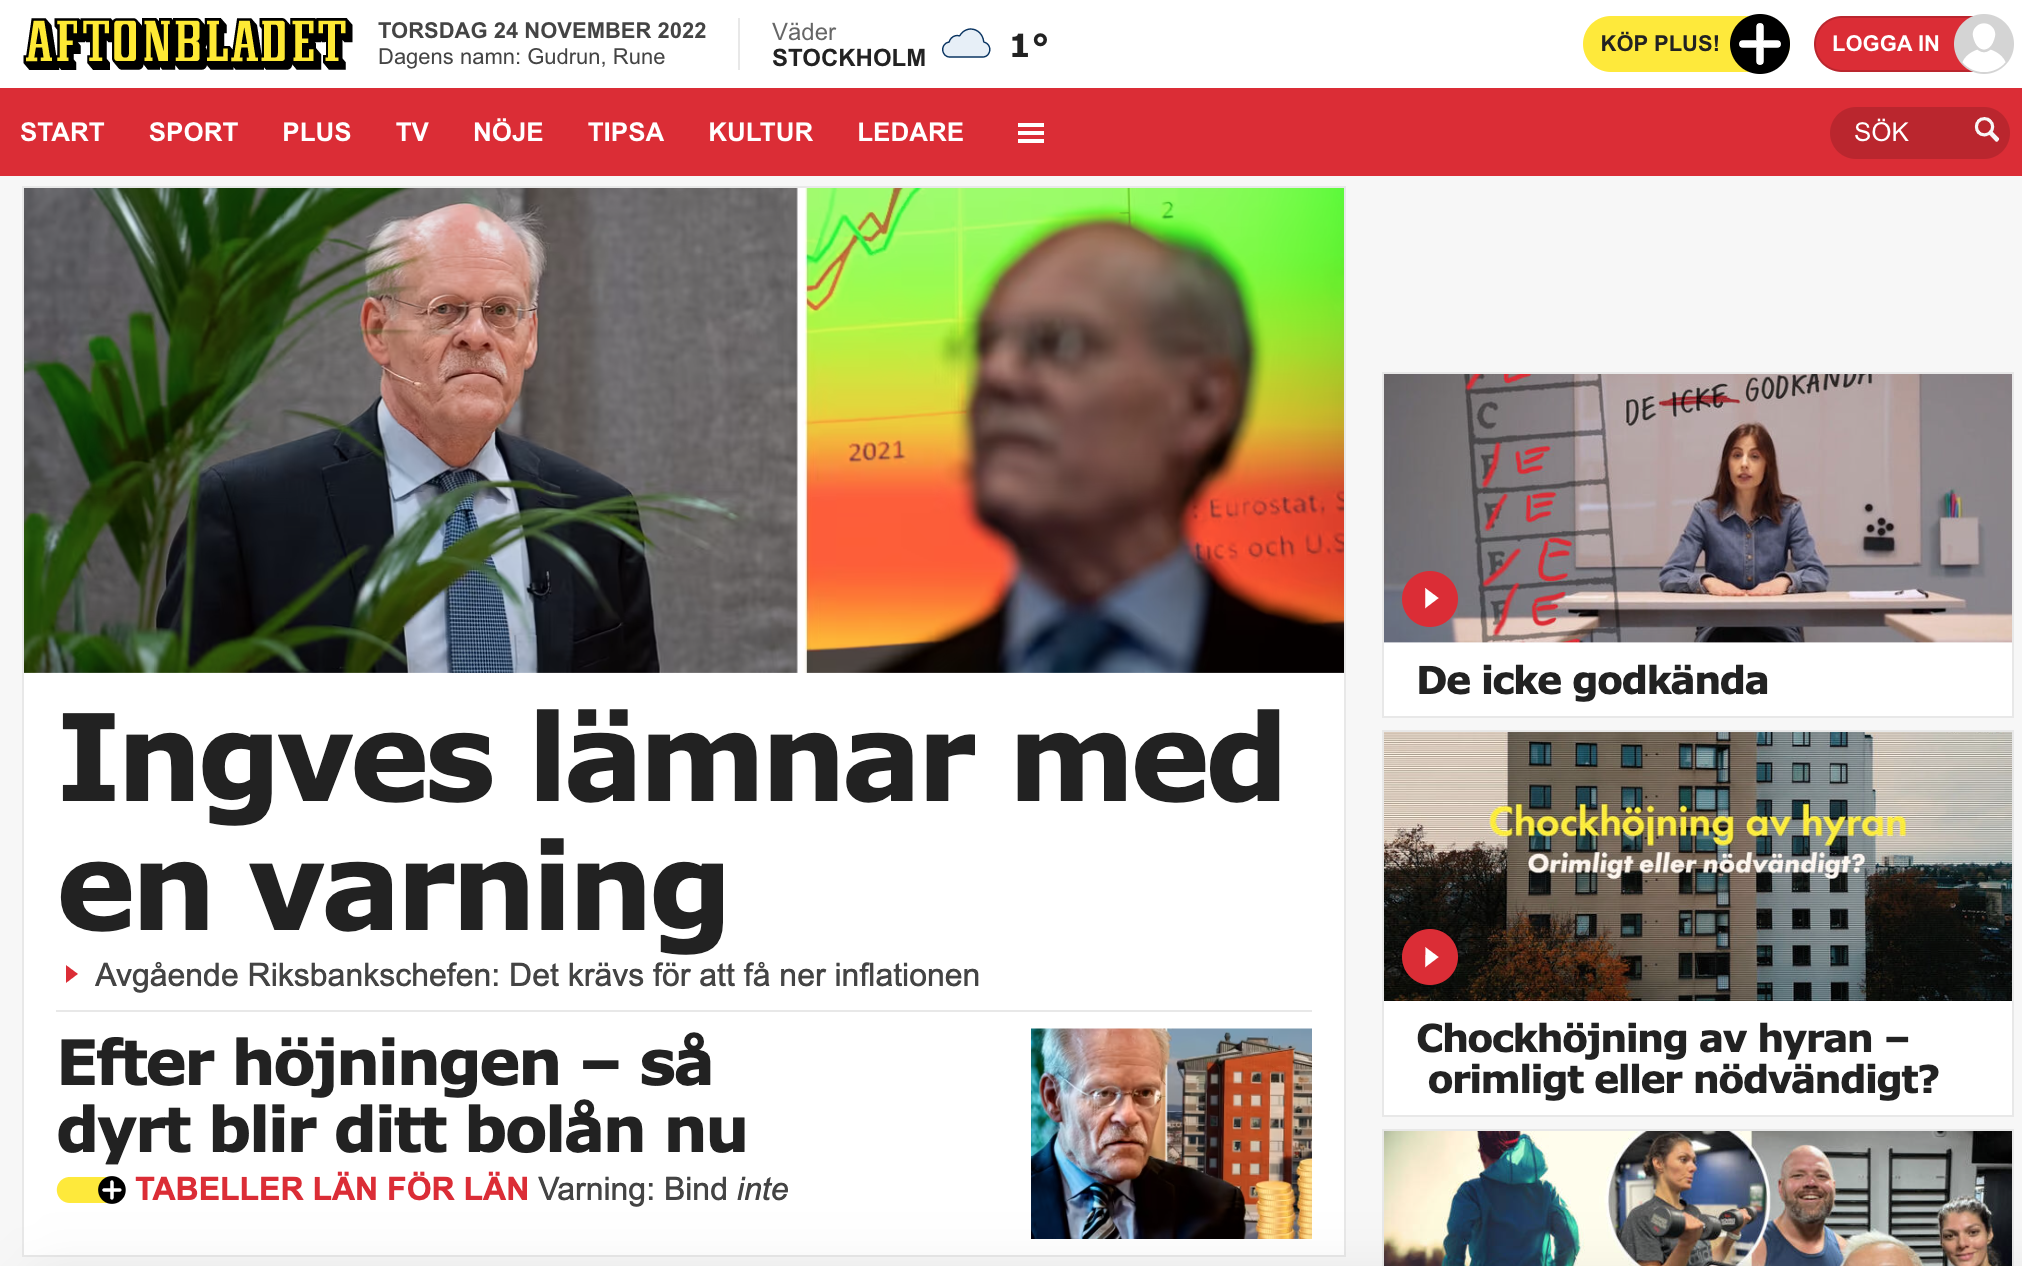 AFTONBLADET
TORSDAG 24 NOVEMBER 2022
Dagens namn: Gudrun, Rune
Väder
STOCKHOLM
1°
KÖP PLUS!
LOGGA IN
START SPORT PLUS TV NÖJE TIPSA KULTUR LEDARE
SÖK
2
2021
: Eurostat, S
tics och U.S
Ingves lämnar med
en varning
Avgående Riksbankschefen: Det krävs för att få ner inflationen
Efter höjningen – så
dyrt blir ditt bolån nu
TABELLER LÄN FÖR LÄN Varning: Bind inte
DE ICKE GODKÄNDA
C
F / E
F / E
F / E
F / E
De icke godkända
Chockhöjning av hyran
Orimligt eller nödvändigt?
Chockhöjning av hyran –
orimligt eller nödvändigt?